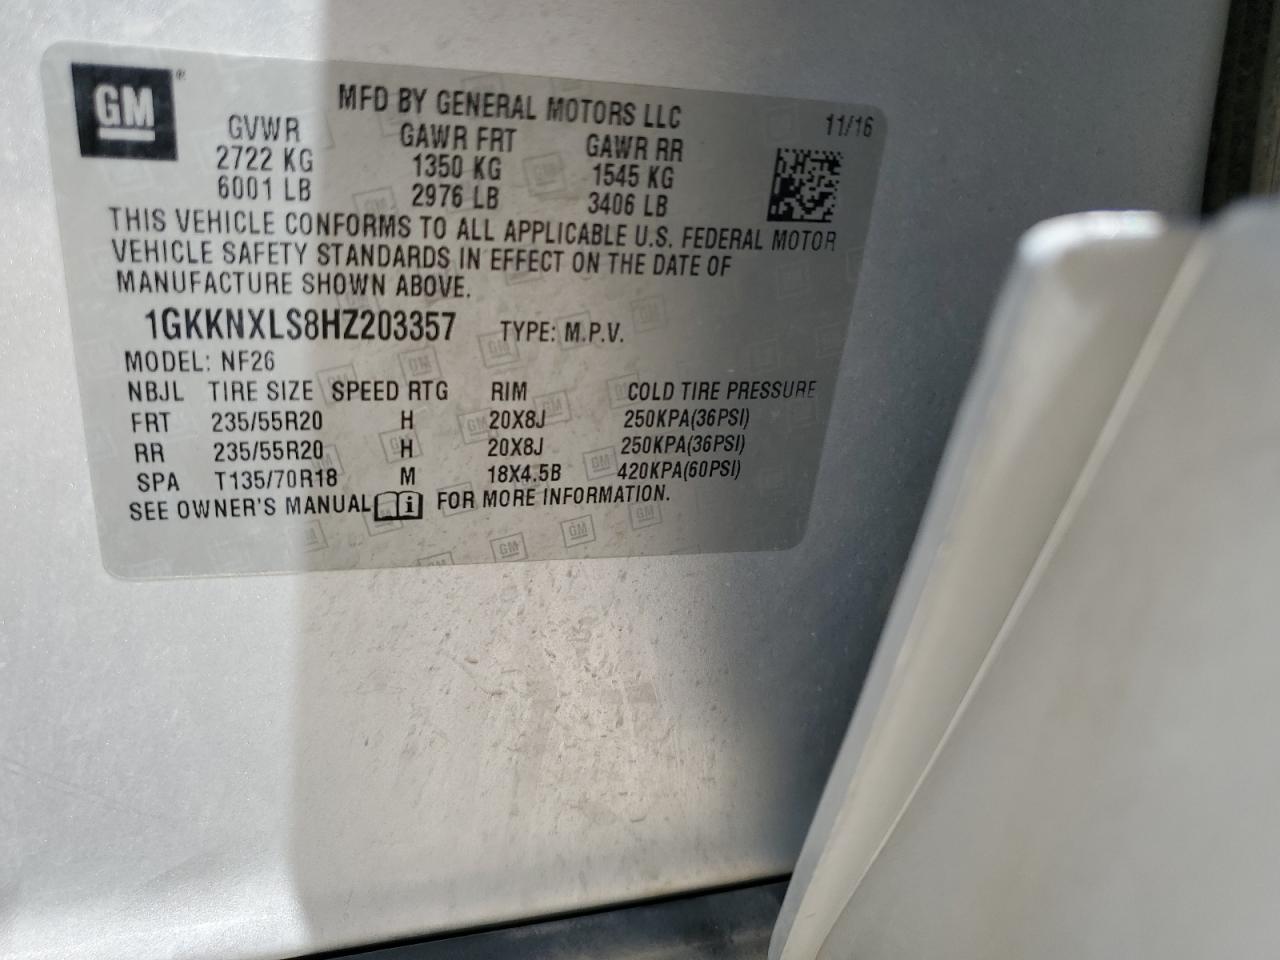 GM®
MFD BY GENERAL MOTORS LLC
11/16
GVWR GAWR FRT GAWR RR
2722 KG 1350 KG 1545 KG
6001 LB 2976 LB 3406 LB
THIS VEHICLE CONFORMS TO ALL APPLICABLE U.S. FEDERAL MOTOR
VEHICLE SAFETY STANDARDS IN EFFECT ON THE DATE OF
MANUFACTURE SHOWN ABOVE.
1GKKNXLS8HZ203357 TYPE: M.P.V.
MODEL: NF26
NBJL TIRE SIZE SPEED RTG RIM COLD TIRE PRESSURE
FRT 235/55R20 H 20X8J 250KPA(36PSI)
RR 235/55R20 H 20X8J 250KPA(36PSI)
SPA T135/70R18 M 18X4.5B 420KPA(60PSI)
SEE OWNER'S MANUAL i FOR MORE INFORMATION.